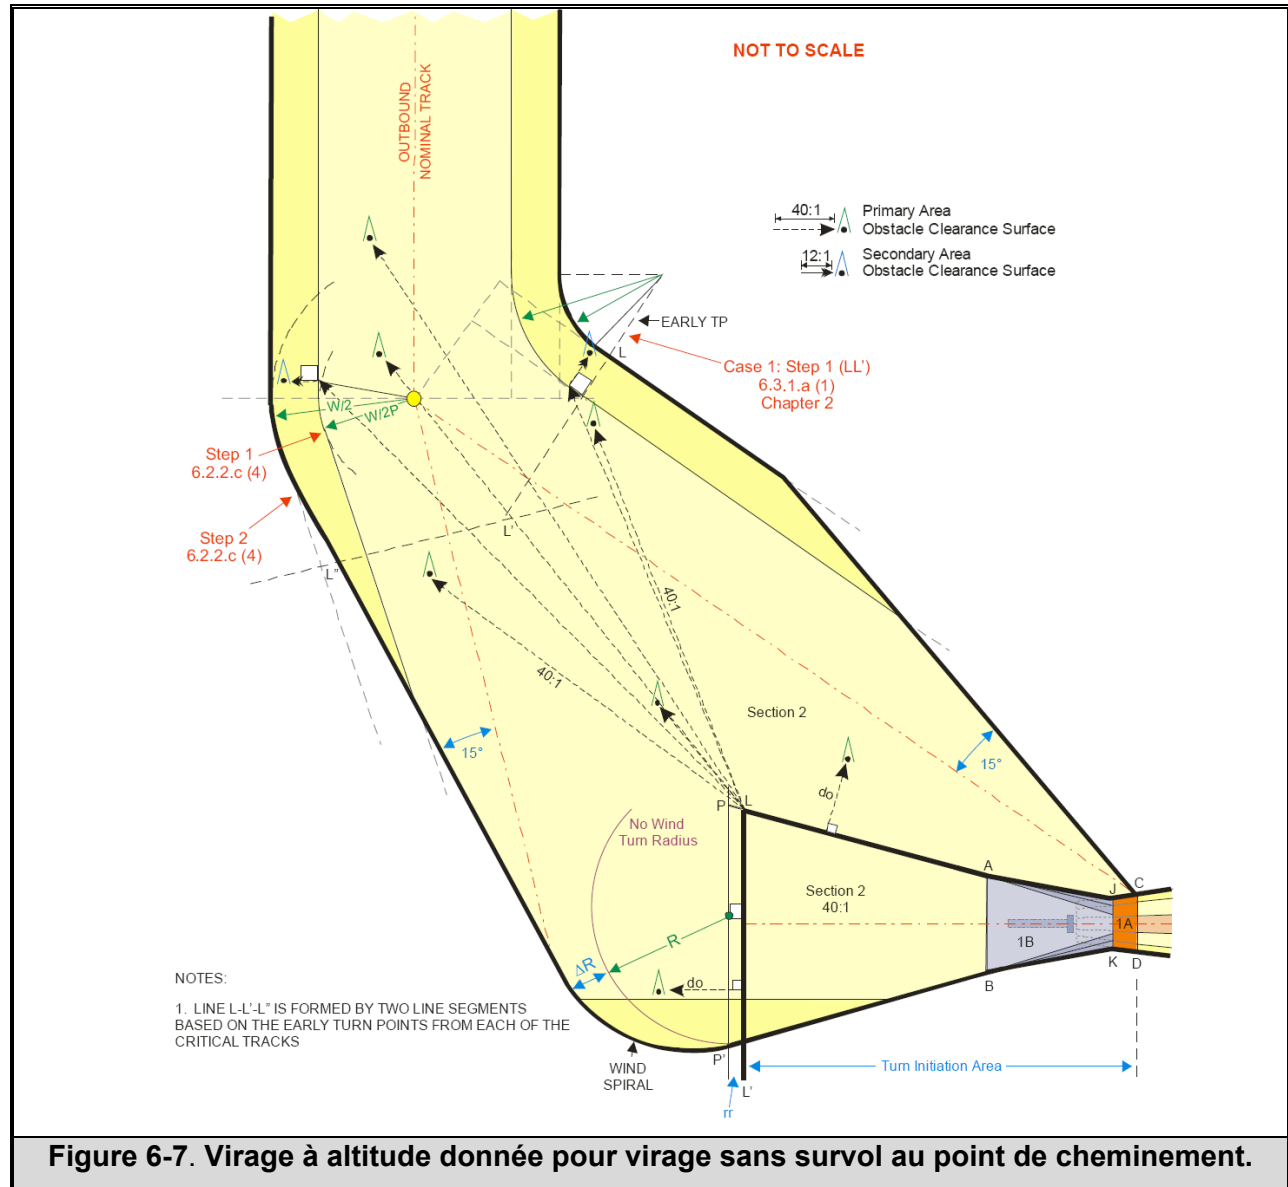 NOT TO SCALE
OUTBOUND
NOMINAL TRACK
40:1
Primary Area
Obstacle Clearance Surface
12:1
Secondary Area
Obstacle Clearance Surface
EARLY TP
L
Case 1: Step 1 (LL')
6.3.1.a (1)
Chapter 2
W/2
W/2P
Step 1
6.2.2.c (4)
Step 2
6.2.2.c (4)
L'
L"
40:1
40:1
Section 2
15°
15°
do
P
L
No Wind
Turn Radius
A
J
C
Section 2
40:1
1A
1B
R
K
D
ΔR
do
B
NOTES:
1. LINE L-L'-L" IS FORMED BY TWO LINE SEGMENTS
BASED ON THE EARLY TURN POINTS FROM EACH OF THE
CRITICAL TRACKS
WIND
SPIRAL
P'
L'
rr
Turn Initiation Area
Figure 6-7. Virage à altitude donnée pour virage sans survol au point de cheminement.